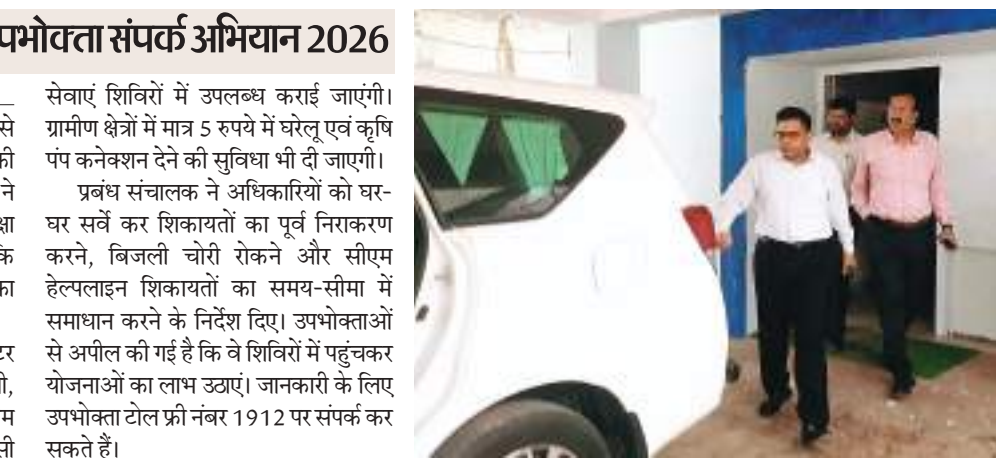 पभोक्ता संपर्क अभियान 2026
से
की
ने
क्षा
के
का
टर
म
सी
सेवाएं शिविरों में उपलब्ध कराई जाएंगी।
ग्रामीण क्षेत्रों में मात्र 5 रुपये में घरेलू एवं कृषि
पंप कनेक्शन देने की सुविधा भी दी जाएगी।
प्रबंध संचालक ने अधिकारियों को घर-
घर सर्वे कर शिकायतों का पूर्व निराकरण
करने, बिजली चोरी रोकने और सीएम
हेल्पलाइन शिकायतों का समय-सीमा में
समाधान करने के निर्देश दिए। उपभोक्ताओं
से अपील की गई है कि वे शिविरों में पहुंचकर
योजनाओं का लाभ उठाएं। जानकारी के लिए
उपभोक्ता टोल फ्री नंबर 1912 पर संपर्क कर
सकते हैं।